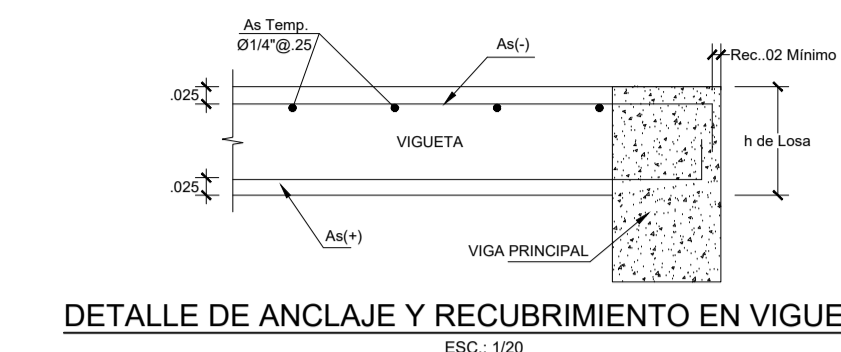 As Temp.
Ø1/4"@.25
As(-)
Rec..02 Mínimo
.025
VIGUETA
h de Losa
.025
As(+)
VIGA PRINCIPAL
DETALLE DE ANCLAJE Y RECUBRIMIENTO EN VIGUE
ESC.: 1/20